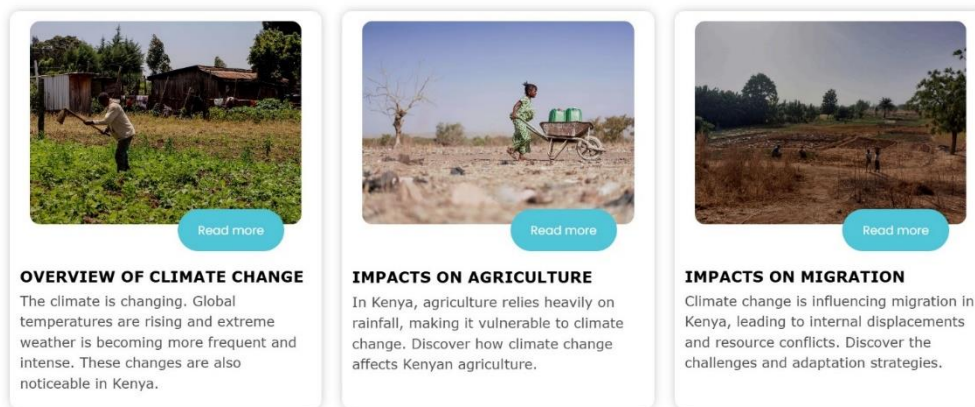 Read more
OVERVIEW OF CLIMATE CHANGE
The climate is changing. Global
temperatures are rising and extreme
weather is becoming more frequent and
intense. These changes are also
noticeable in Kenya.
Read more
IMPACTS ON AGRICULTURE
In Kenya, agriculture relies heavily on
rainfall, making it vulnerable to climate
change. Discover how climate change
affects Kenyan agriculture.
Read more
IMPACTS ON MIGRATION
Climate change is influencing migration in
Kenya, leading to internal displacements
and resource conflicts. Discover the
challenges and adaptation strategies.